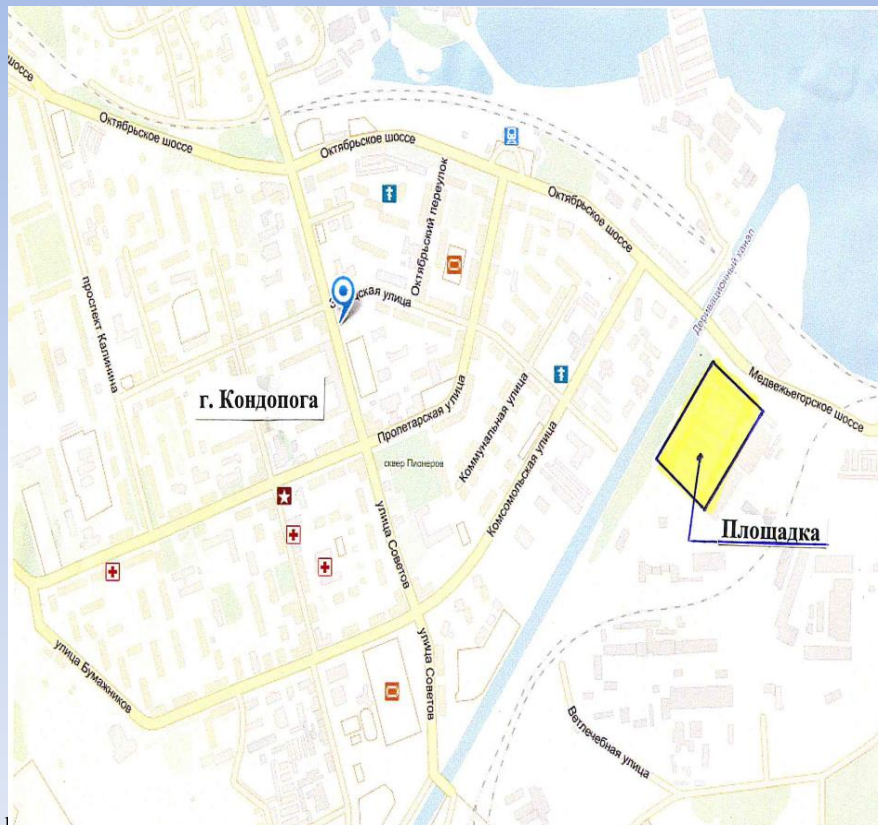 шоссе
Октябрьское шоссе
Октябрьское шоссе
Октябрьский переулок
Октябрьское шоссе
Деривационный канал
ская улица
проспект Калинина
Медвежьегорское шоссе
г. Кондопога
Пролетарская улица
Коммунальная улица
сквер Пионеров
Комсомольская улица
Площадка
улица Советов
улица Бумажников
улица Советов
Ветлечебная улица